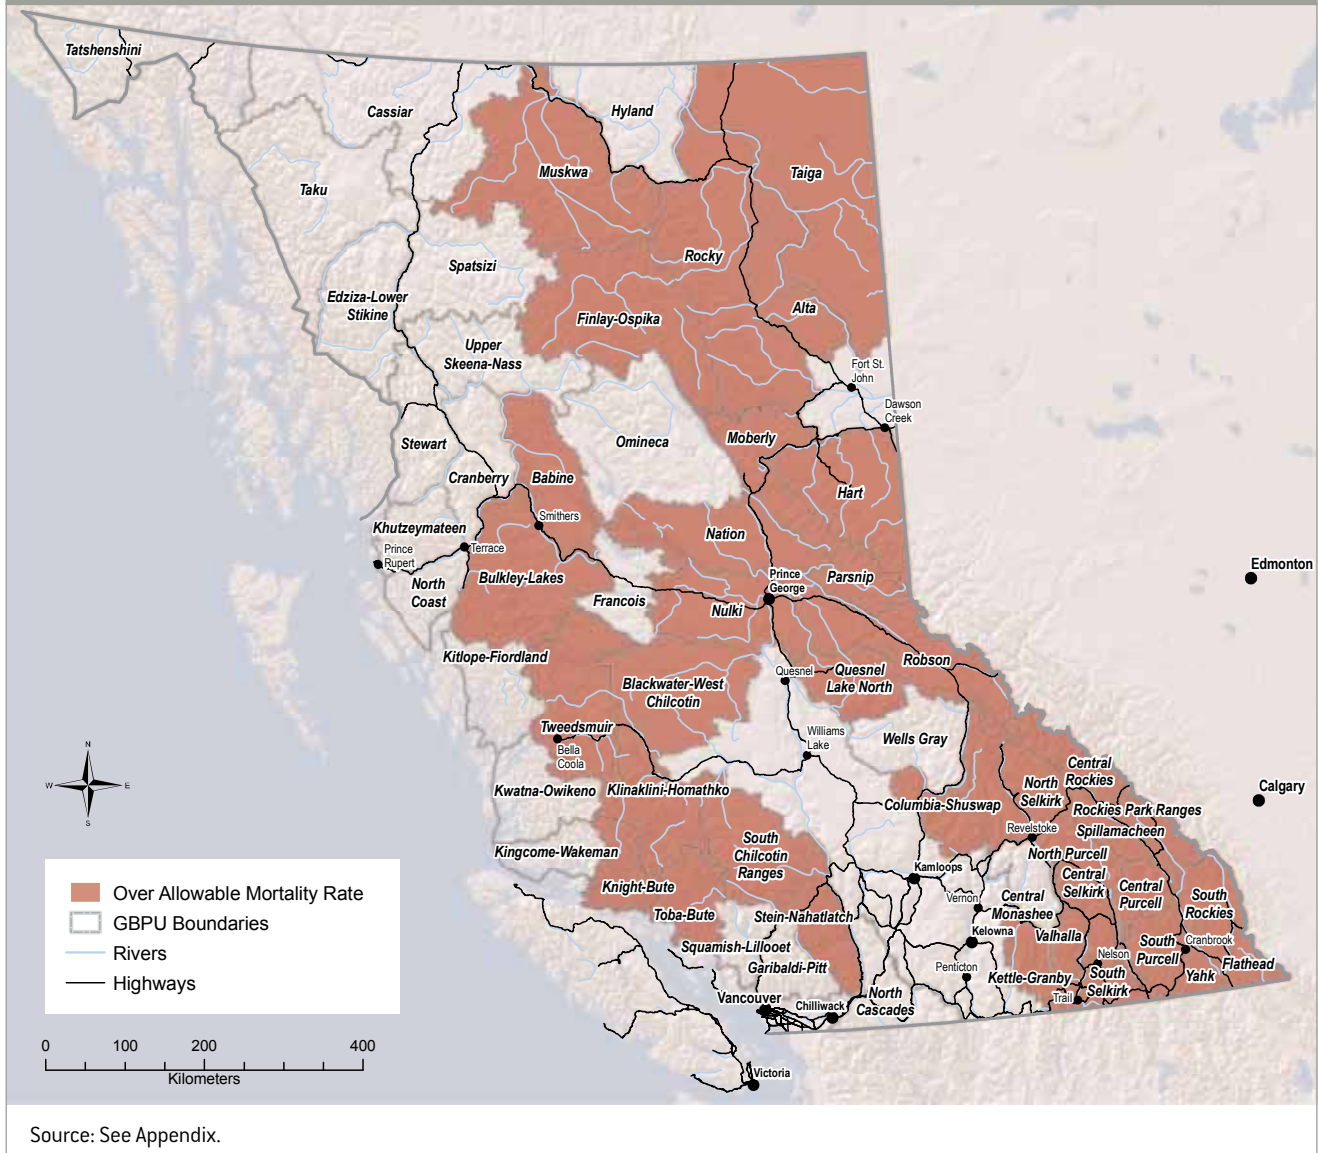 Tatshenshini
Cassiar
Hyland
Muskwa
Taiga
Taku
Rocky
Spatsizi
Edziza-Lower
Stikine
Alta
Finlay-Ospika
Upper
Skeena-Nass
Fort St.
John
Dawson
Creek
Stewart
Omineca
Moberly
Cranberry
Babine
Hart
Smithers
Khutzeymateen
Nation
Prince
Rupert
Terrace
Bulkley-Lakes
North
Coast
Francois
Prince
George
Parsnip
Nulki
Edmonton
Kitlope-Fiordland
Robson
Quesnel
Quesnel
Lake North
Blackwater-West
Chilcotin
Tweedsmuir
Bella
Coola
Williams
Lake
Wells Gray
N
W
E
S
Kwatna-Owikeno
Klinaklini-Homathko
Central
Rockies
North
Selkirk
Calgary
Columbia-Shuswap
Rockies Park Ranges
Revelstoke
Spillamacheen
Kingcome-Wakeman
South
Chilcotin
Ranges
North Purcell
Kamloops
Central
Selkirk
Knight-Bute
Central
Purcell
South
Rockies
Vernon
Central
Monashee
Toba-Bute
Stein-Nahatlatch
Kelowna
Valhalla
Squamish-Lillooet
South
Purcell
Cranbrook
Garibaldi-Pitt
Penticton
Kettle-Granby
Nelson
South
Selkirk
Flathead
Yahk
Trail
Vancouver
Chilliwack
North
Cascades
Victoria
Over Allowable Mortality Rate
GBPU Boundaries
Rivers
Highways
0 100 200 400
Kilometers
Source: See Appendix.